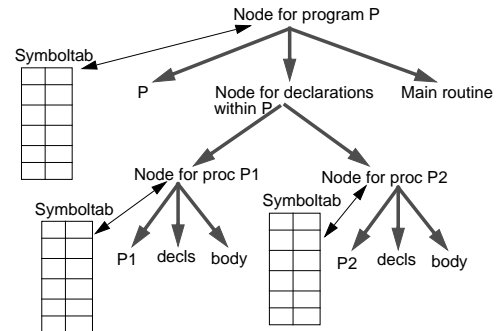 Node for program P
Symboltab
P
Node for declarations
within P
Main routine
Node for proc P1
Node for proc P2
Symboltab
Symboltab
P1
decls
body
P2
decls
body